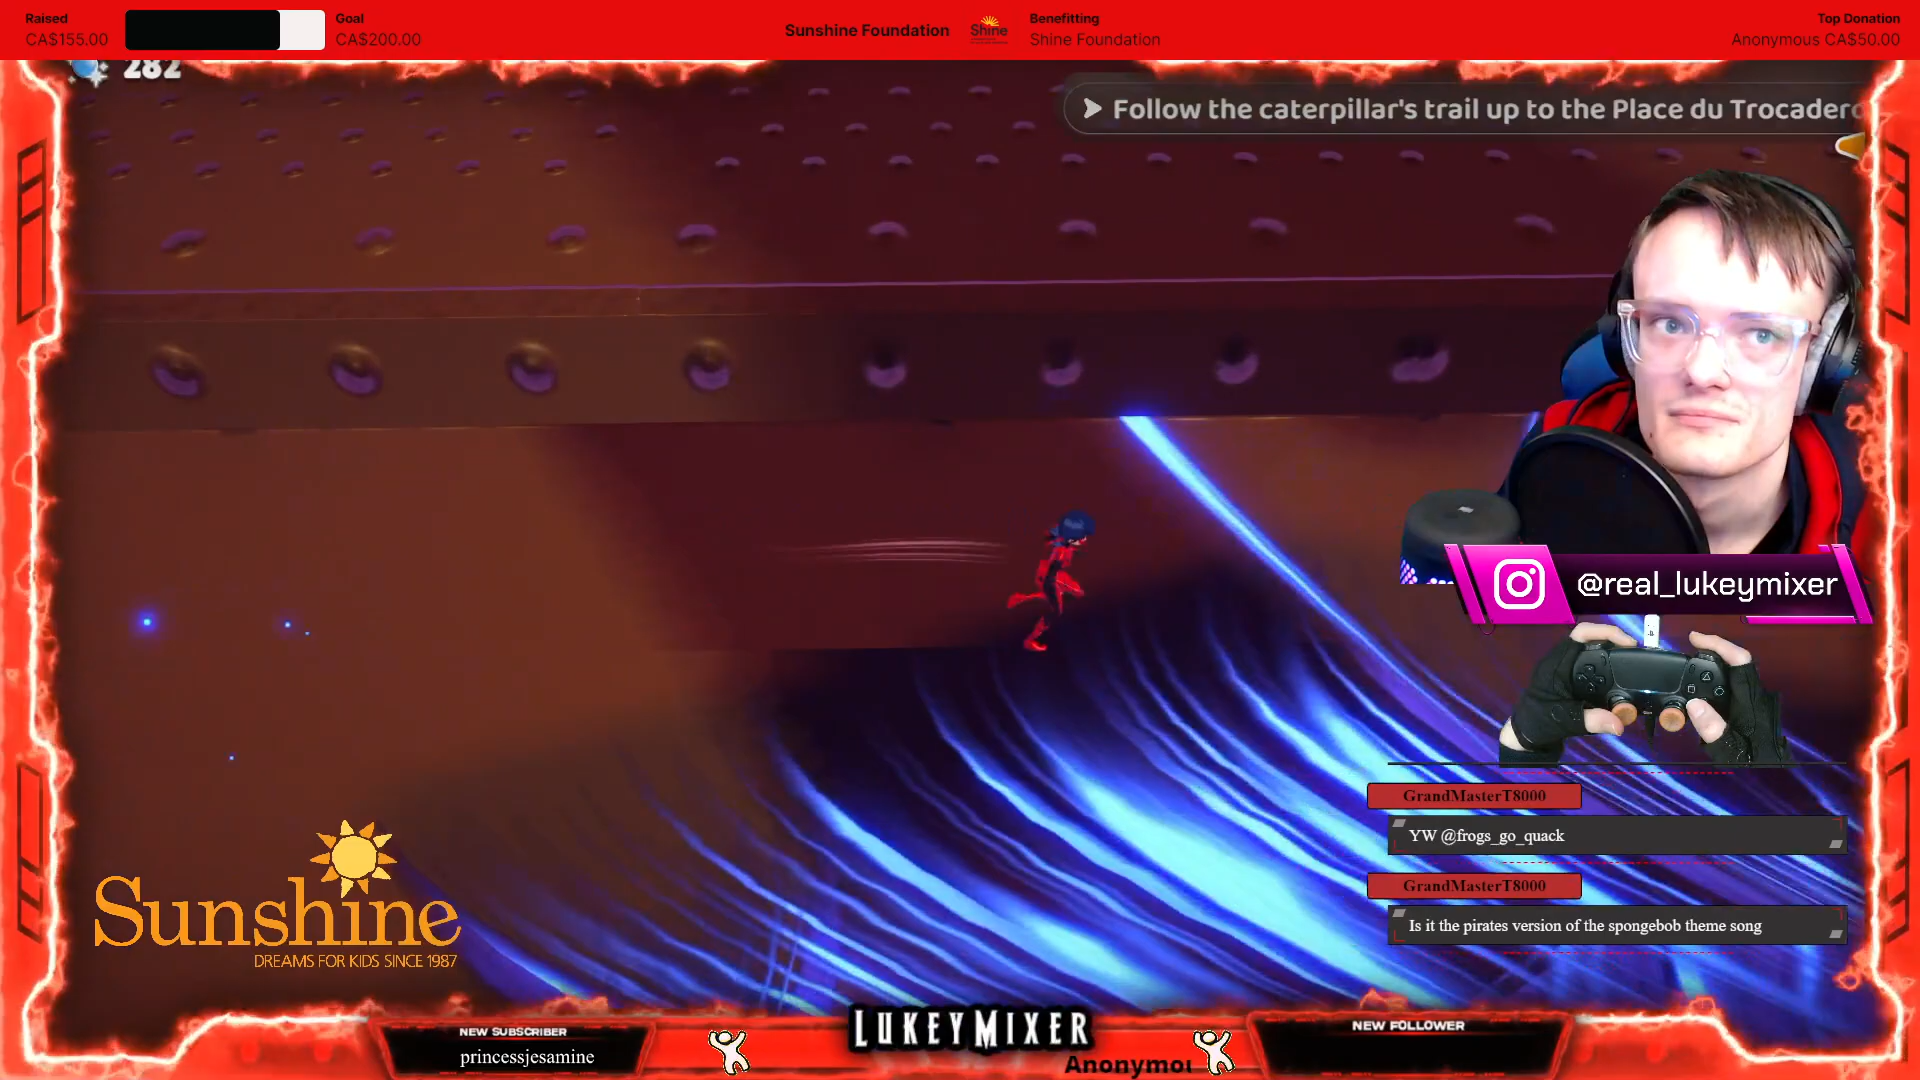 Raised
CA$155.00
Goal
CA$200.00
Sunshine Foundation
Shine
Benefitting
Shine Foundation
Top Donation
Anonymous CA$50.00
282
Follow the caterpillar's trail up to the Place du Trocadero
@real_lukeymixer
GrandMasterT8000
YW @frogs_go_quack
GrandMasterT8000
Is it the pirates version of the spongebob theme song
Sunshine
DREAMS FOR KIDS SINCE 1987
NEW SUBSCRIBER
princessjesamine
LUKEYMIXER
Anonymou
NEW FOLLOWER